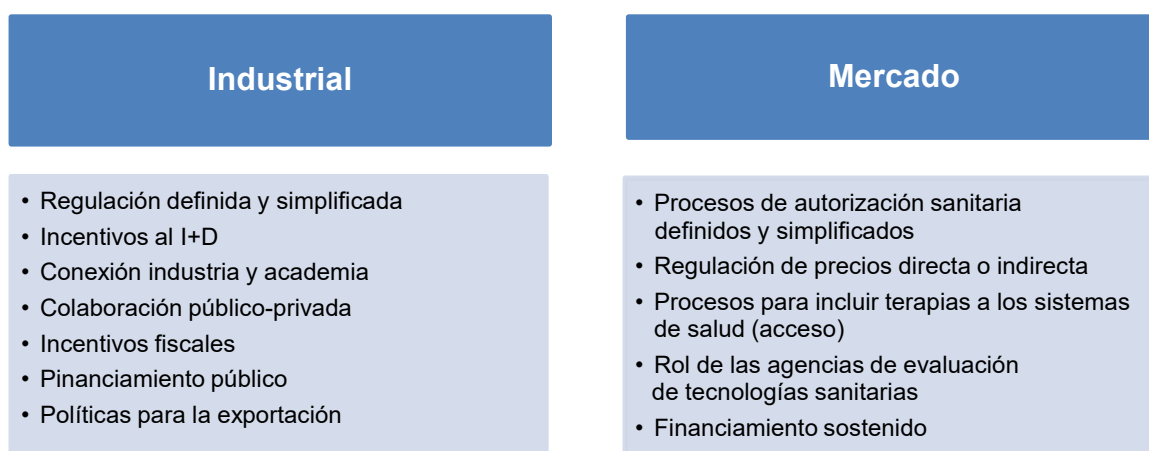 Industrial
• Regulación definida y simplificada
• Incentivos al I+D
• Conexión industria y academia
• Colaboración público-privada
• Incentivos fiscales
• Pinanciamiento público
• Políticas para la exportación
Mercado
• Procesos de autorización sanitaria
definidos y simplificados
• Regulación de precios directa o indirecta
• Procesos para incluir terapias a los sistemas
de salud (acceso)
• Rol de las agencias de evaluación
de tecnologías sanitarias
• Financiamiento sostenido